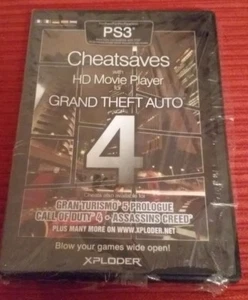 PS3
Cheatsaves
with
HD Movie Player
for
GRAND THEFT AUTO
4
GRAN TURISMO 5 PROLOGUE
CALL OF DUTY 4 • ASSASSINS CREED
PLUS MANY MORE ON WWW.XPLODER.NET
Blow your games wide open!
XPLODER